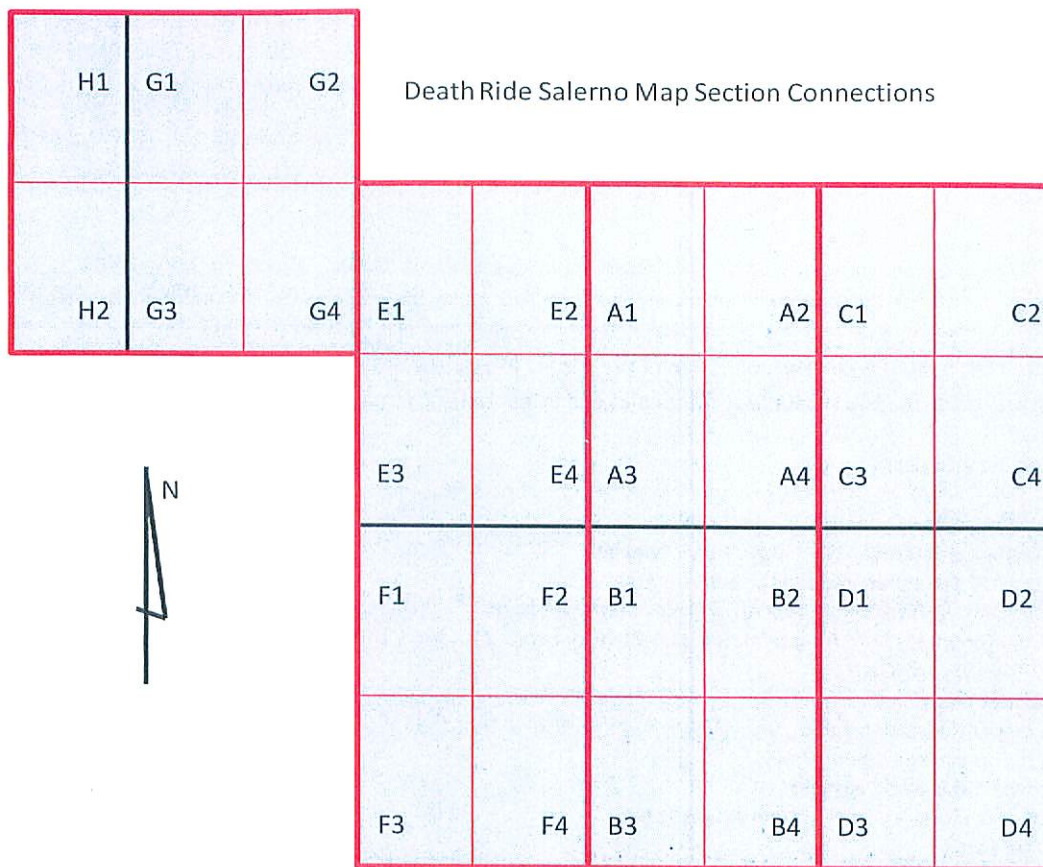 H1 G1 G2
Death Ride Salerno Map Section Connections
H2 G3 G4 E1 E2 A1 A2 C1 C2
E3 E4 A3 A4 C3 C4
N
F1 F2 B1 B2 D1 D2
F3 F4 B3 B4 D3 D4